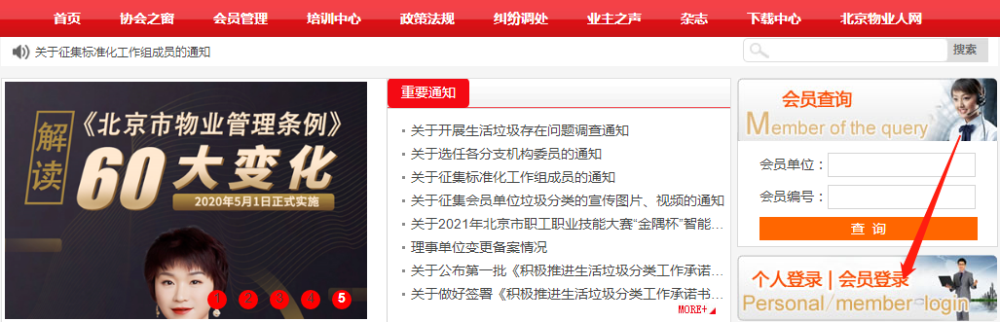 首页 协会之窗 会员管理 培训中心 政策法规 纠纷调处 业主之声 杂志 下载中心 北京物业人网
关于征集标准化工作组成员的通知
搜索
解读
《北京市物业管理条例》
60大变化
2020年5月1日正式实施
1 2 3 4 5
重要通知
关于开展生活垃圾存在问题调查通知
关于选任各分支机构委员的通知
关于征集标准化工作组成员的通知
关于征集会员单位垃圾分类的宣传图片、视频的通知
关于2021年北京市职工职业技能大赛“金隅杯”智能...
理事单位变更备案情况
关于公布第一批《积极推进生活垃圾分类工作承诺...
关于做好签署《积极推进生活垃圾分类工作承诺书...
MORE+
会员查询
Member of the query
会员单位：
会员编号：
查 询
个人登录 | 会员登录
Personal/member login